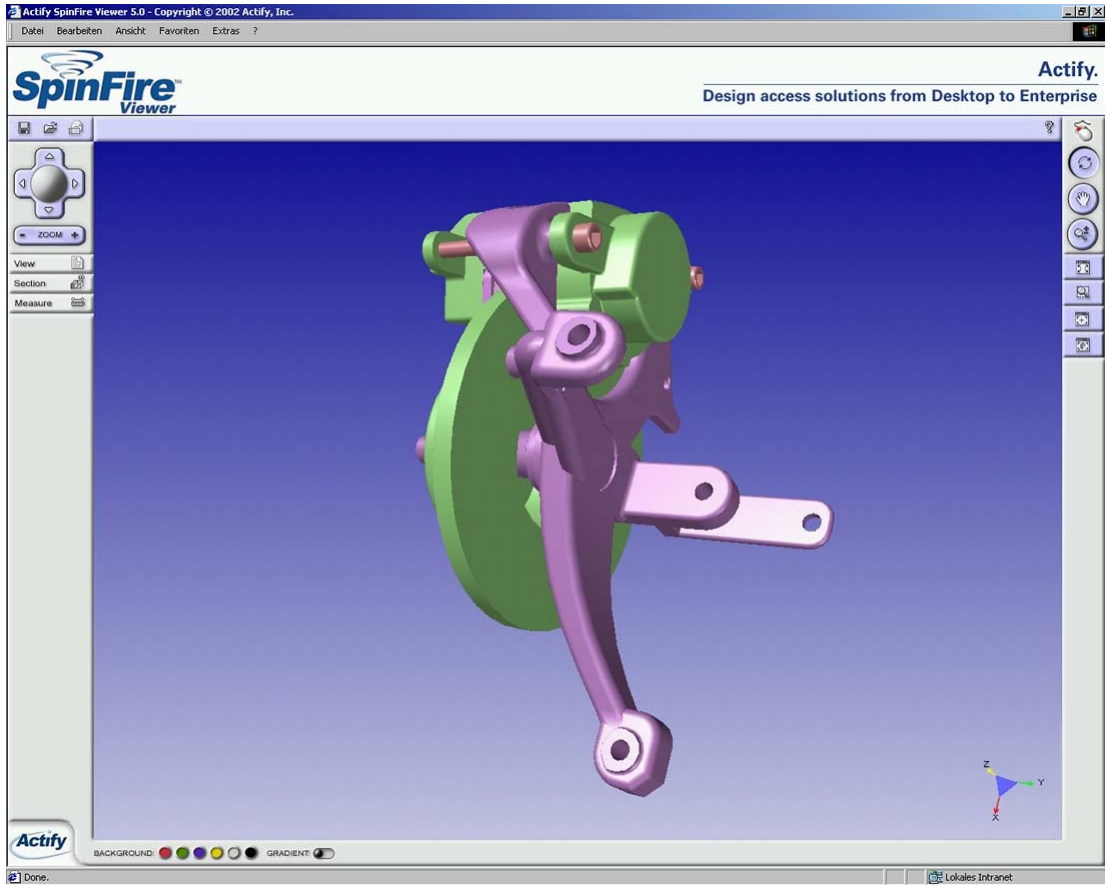 Actify SpinFire Viewer 5.0 - Copyright © 2002 Actify, Inc.
Datei Bearbeiten Ansicht Favoriten Extras ?
SpinFire™
Viewer
Actify.
Design access solutions from Desktop to Enterprise
?
- ZOOM +
View
Section
Measure
Z
Y
X
Actify
BACKGROUND: GRADIENT:
Done. Lokales Intranet